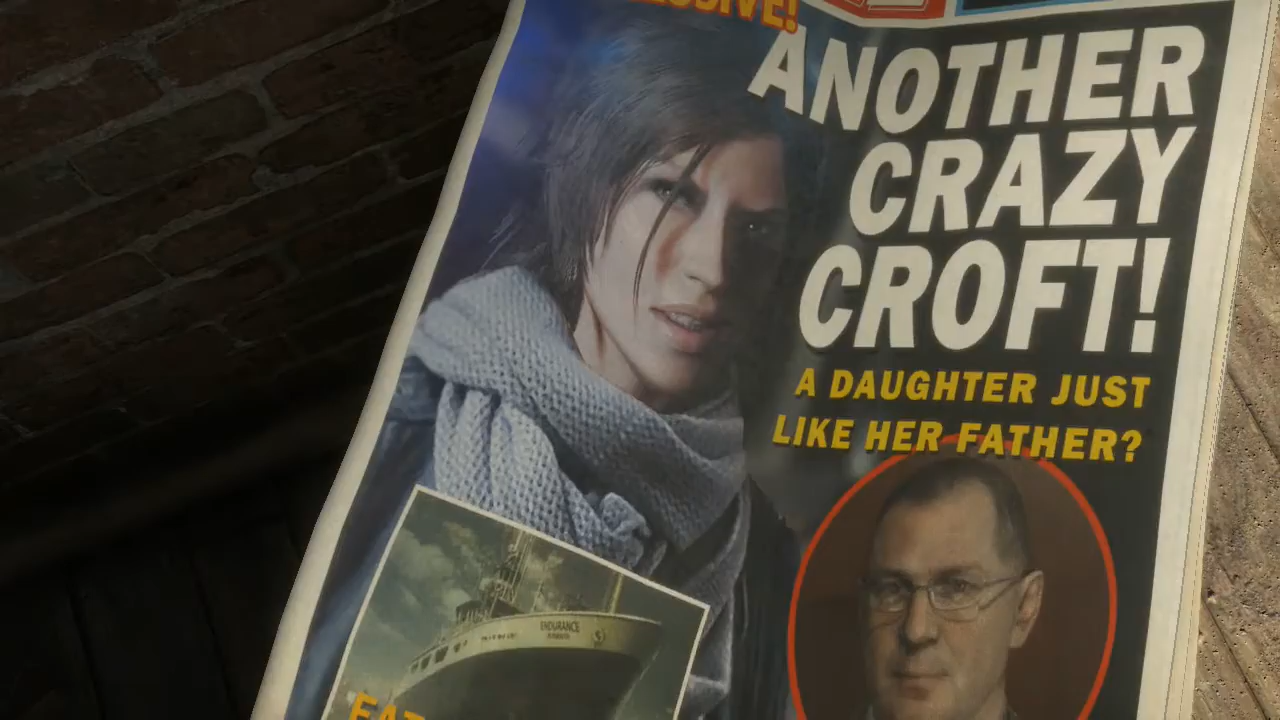 ANOTHER
CRAZY
CROFT!
A DAUGHTER JUST
LIKE HER FATHER?
ENDURANCE